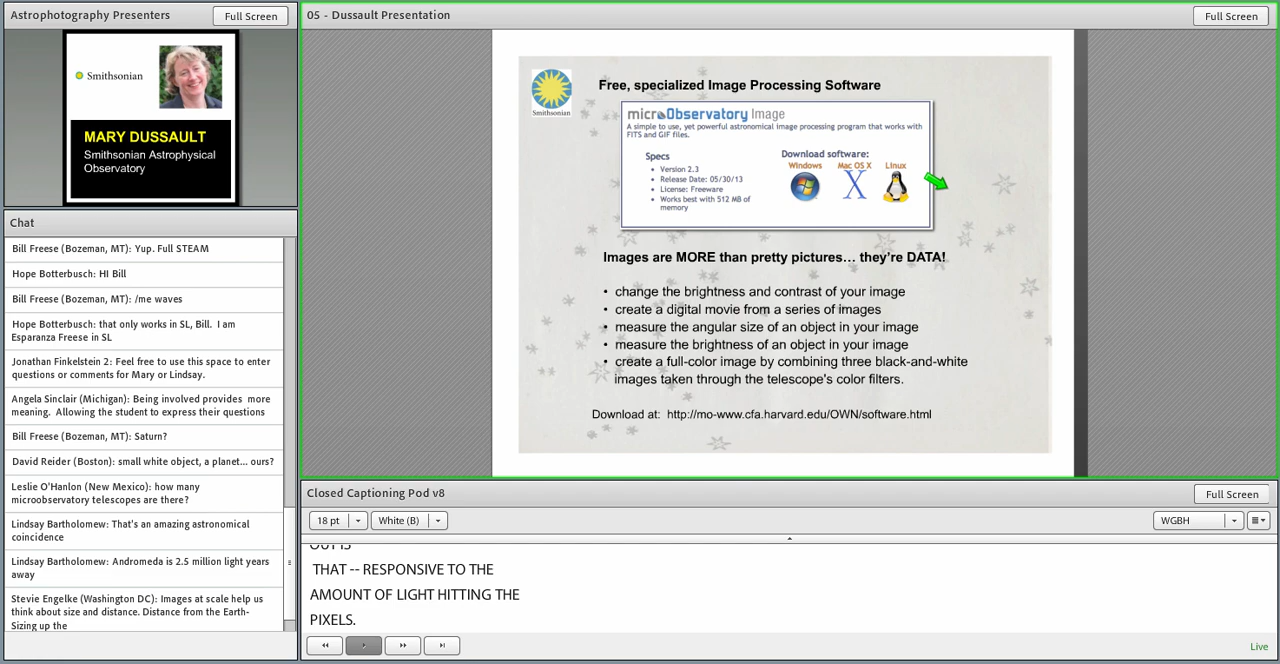 Astrophotography Presenters
Full Screen
Smithsonian
MARY DUSSAULT
Smithsonian Astrophysical
Observatory
Chat
Bill Freese (Bozeman, MT): Yup. Full STEAM
Hope Botterbusch: HI Bill
Bill Freese (Bozeman, MT): /me waves
Hope Botterbusch: that only works in SL, Bill. I am
Esparanza Freese in SL
Jonathan Finkelstein 2: Feel free to use this space to enter
questions or comments for Mary or Lindsay.
Angela Sinclair (Michigan): Being involved provides more
meaning. Allowing the student to express their questions
Bill Freese (Bozeman, MT): Saturn?
David Reider (Boston): small white object, a planet... ours?
Leslie O'Hanlon (New Mexico): how many
microobservatory telescopes are there?
Lindsay Bartholomew: That's an amazing astronomical
coincidence
Lindsay Bartholomew: Andromeda is 2.5 million light years
away
Stevie Engelke (Washington DC): Images at scale help us
think about size and distance. Distance from the Earth-
Sizing up the
05 - Dussault Presentation
Full Screen
Smithsonian
Free, specialized Image Processing Software
microObservatory Image
A simple to use, yet powerful astronomical image processing program that works with
FITS and GIF files.
Specs
• Version 2.3
• Release Date: 05/30/13
• License: Freeware
• Works best with 512 MB of
memory
Download software:
Windows Mac OS X Linux
Images are MORE than pretty pictures... they're DATA!
• change the brightness and contrast of your image
• create a digital movie from a series of images
• measure the angular size of an object in your image
• measure the brightness of an object in your image
• create a full-color image by combining three black-and-white
images taken through the telescope's color filters.
Download at: http://mo-www.cfa.harvard.edu/OWN/software.html
Closed Captioning Pod v8
Full Screen
18 pt
White (B)
WGBH
OUT IS
THAT -- RESPONSIVE TO THE
AMOUNT OF LIGHT HITTING THE
PIXELS.
Live